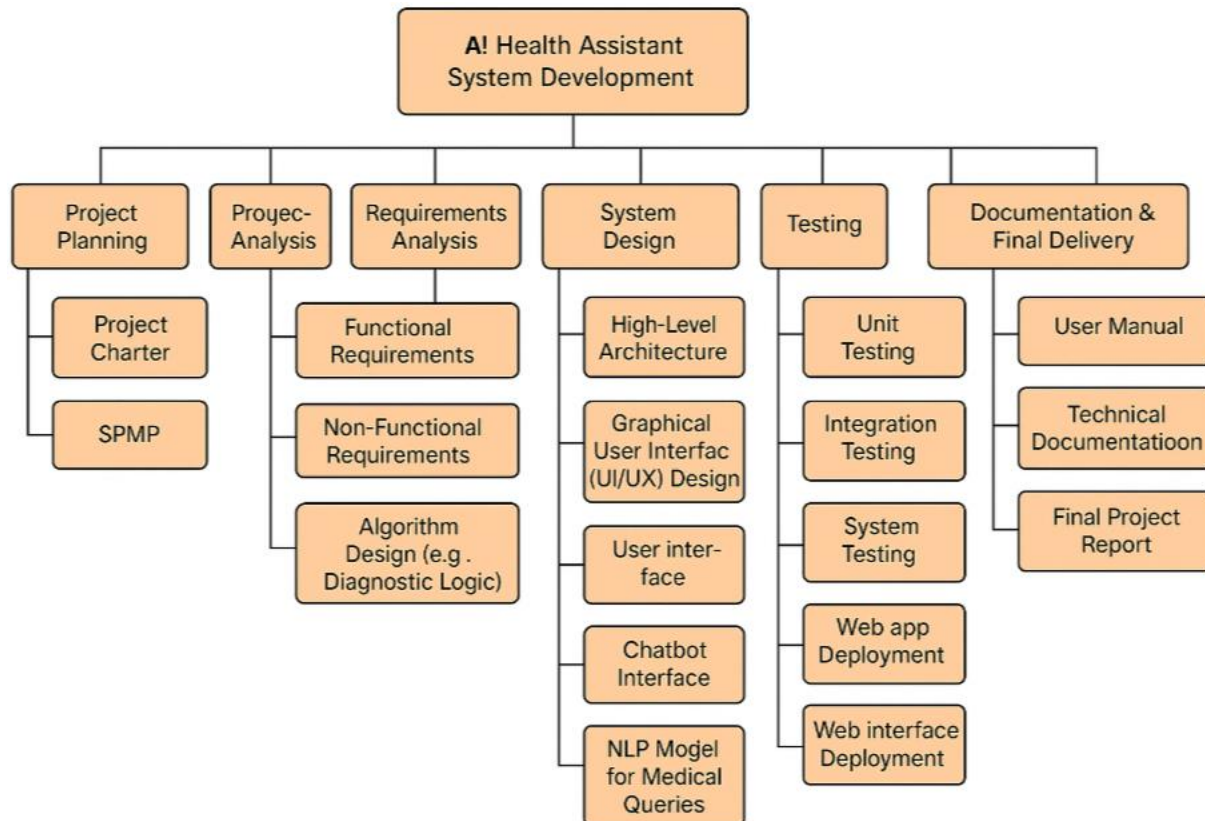 A! Health Assistant
System Development
Project
Planning
Proyec-
Analysis
Requirements
Analysis
System
Design
Testing
Documentation &
Final Delivery
Project
Charter
SPMP
Functional
Requirements
Non-Functional
Requirements
Algorithm
Design (e.g .
Diagnostic Logic)
High-Level
Architecture
Graphical
User Interfac
(UI/UX) Design
User inter-
face
Chatbot
Interface
NLP Model
for Medical
Queries
Unit
Testing
Integration
Testing
System
Testing
Web app
Deployment
Web interface
Deployment
User Manual
Technical
Documentatioon
Final Project
Report